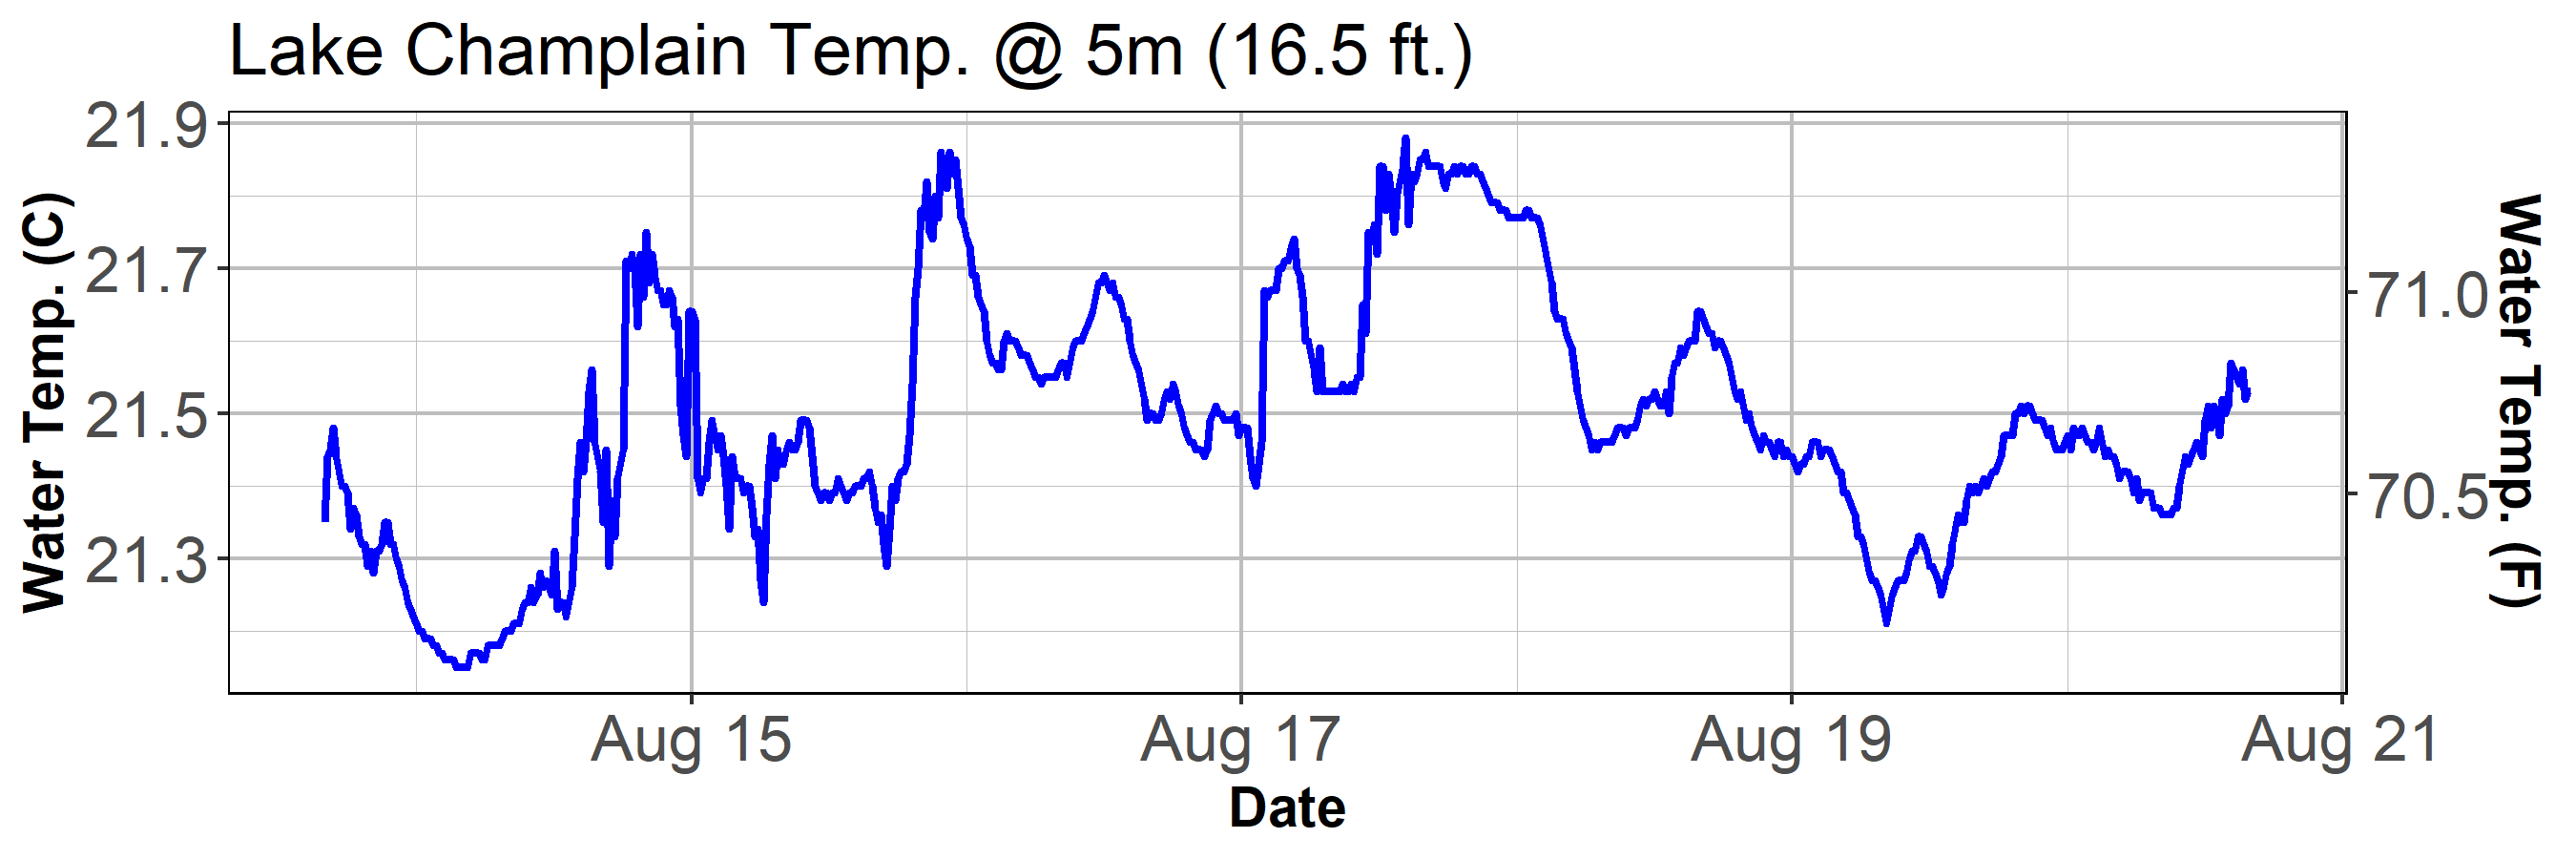 Lake Champlain Temp. @ 5m (16.5 ft.)
Water Temp. (C)
21.9
21.7
21.5
21.3
71.0
70.5
Water Temp. (F)
Aug 15
Aug 17
Aug 19
Aug 21
Date